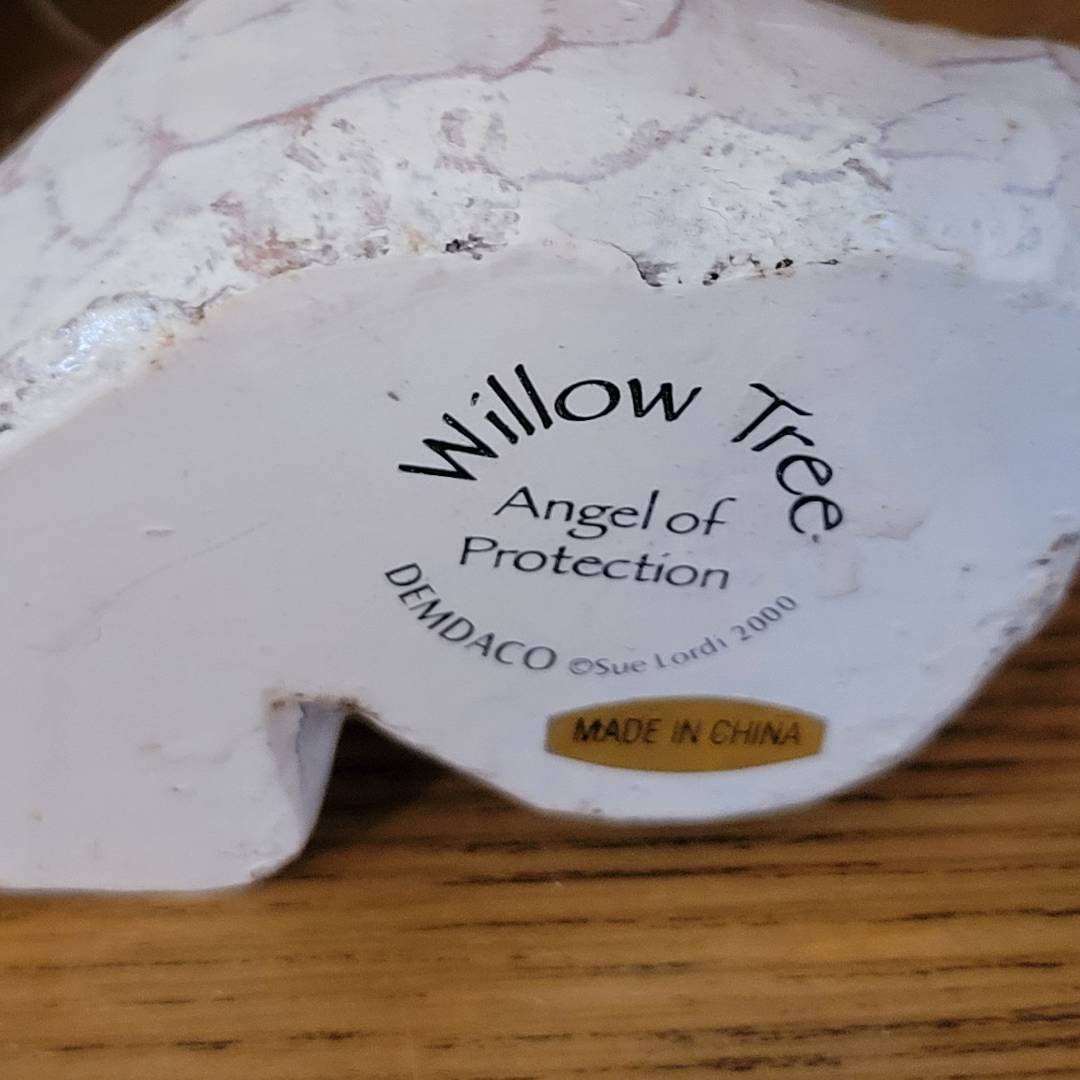 Willow Tree
Angel of
Protection
DEMDACO ©Sue Lordi 2000
MADE IN CHINA